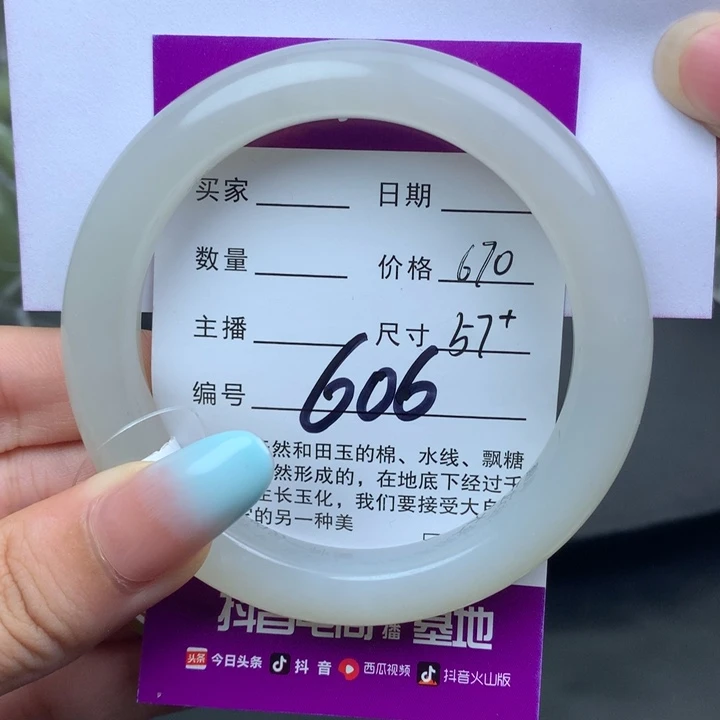 买家 日期
数量 价格 670
主播 尺寸 57+
编号 606
然和田玉的棉、水线、飘糖
然形成的，在地底下经过千
生长玉化，我们要接受大自
的另一种美
抖音电商 播 基地
头条 今日头条 抖音 西瓜视频 抖音火山版